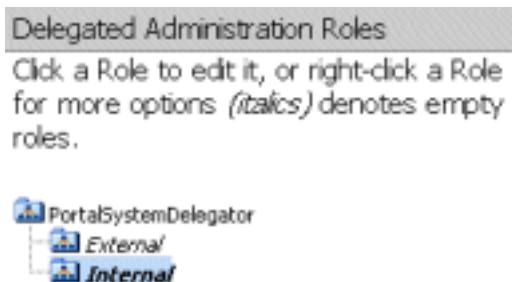 Delegated Administration Roles
Click a Role to edit it, or right-click a Role
for more options (italics) denotes empty
roles.
PortalSystemDelegator
External
Internal